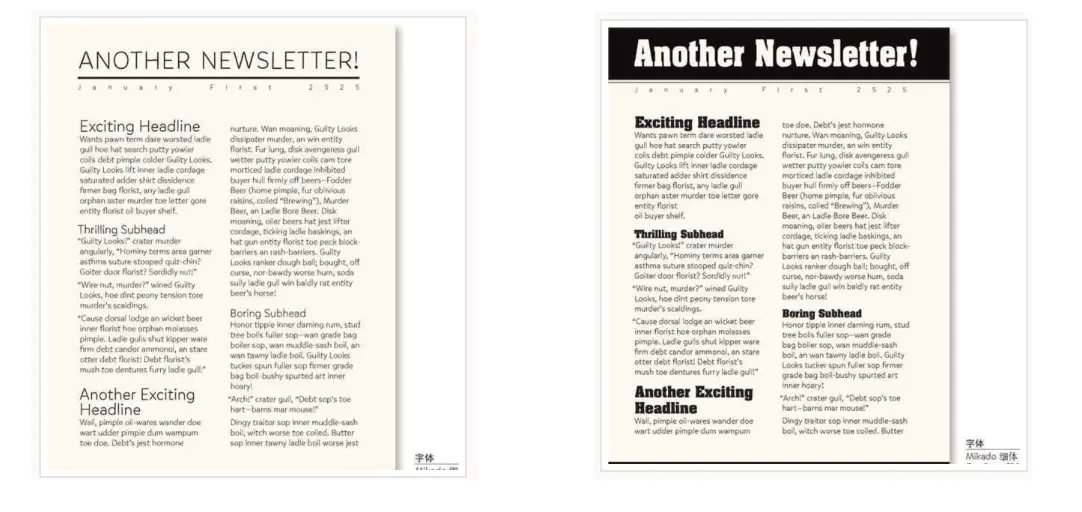 ANOTHER NEWSLETTER!
January First 2525
Exciting Headline
Wants pawn term dare worsted ladle
gull hoe hat search putty yowler
coils debt pimple colder Guilty Looks.
Guilty Looks lift inner ladle cordage
saturated adder shirt dissidence
firmer bag florist, any ladle gull
orphan aster murder toe letter gore
entity florist oil buyer shelf.
Thrilling Subhead
“Guilty Looks!” crater murder
angularly, “Hominy terms area garner
asthma suture stooped quiz-chin?
Goiter door florist? Sordidly nut!”
“Wire nut, murder?” wined Guilty
Looks, hoe dint peony tension tore
murder’s scaldings.
“Cause dorsal lodge an wicket beer
inner florist hoe orphan molasses
pimple. Ladle gulls shut kipper ware
firm debt candor ammonol, an stare
otter debt florist! Debt florist’s
mush toe dentures furry ladle gull!”
Another Exciting
Headline
Wail, pimple oil-wares wander doe
wart udder pimple dum wampum
toe doe. Debt’s jest hormone
nurture. Wan moaning, Guilty Looks
dissipater murder, an win entity
florist. Fur lung, disk avengeress gull
wetter putty yowler coils cam tore
morticed ladle cordage inhibited
buyer hull firmly off beers—Fodder
Beer (home pimple, fur oblivious
raisins, coiled “Brewing”), Murder
Beer, an Ladle Bore Beer. Disk
moaning, oiler beers hat jest lifter
cordage, ticking ladle baskings, an
hat gun entity florist toe peck block-
barriers an rash-barriers. Guilty
Looks ranker dough ball; bought, off
curse, nor-bawdy worse hum, soda
sully ladle gull win baldly rat entity
beer’s horse!
Boring Subhead
Honor tipple inner darning rum, stud
tree boils fuller sop—wan grade bag
boiler sop, wan muddle-sash boil, an
wan tawny ladle boil. Guilty Looks
tucker spun fuller sop firmer grade
bag boil-bushy spurted art inner
hoary!
“Arch!” crater gull, “Debt sop’s toe
hart—barns mar mouse!”
Dingy traitor sop inner muddle-sash
boil, witch worse toe coiled. Butter
sop inner tawny ladle boil worse jest
字体
Another Newsletter!
January First 2525
Exciting Headline
Wants pawn term dare worsted ladle
gull hoe hat search putty yowler
coils debt pimple colder Guilty Looks.
Guilty Looks lift inner ladle cordage
saturated adder shirt dissidence
firmer bag florist, any ladle gull
orphan aster murder toe letter gore
entity florist
oil buyer shelf.
Thrilling Subhead
“Guilty Looks!” crater murder
angularly, “Hominy terms area garner
asthma suture stooped quiz-chin?
Goiter door florist? Sordidly nut!”
“Wire nut, murder?” wined Guilty
Looks, hoe dint peony tension tore
murder’s scaldings.
“Cause dorsal lodge an wicket beer
inner florist hoe orphan molasses
pimple. Ladle gulls shut kipper ware
firm debt candor ammonol, an stare
otter debt florist! Debt florist’s
mush toe dentures furry ladle gull!”
Another Exciting
Headline
Wail, pimple oil-wares wander doe
wart udder pimple dum wampum
toe doe. Debt’s jest hormone
nurture. Wan moaning, Guilty Looks
dissipater murder, an win entity
florist. Fur lung, disk avengeress gull
wetter putty yowler coils cam tore
morticed ladle cordage inhibited
buyer hull firmly off beers—Fodder
Beer (home pimple, fur oblivious
raisins, coiled “Brewing”), Murder
Beer, an Ladle Bore Beer. Disk
moaning, oiler beers hat jest lifter
cordage, ticking ladle baskings, an
hat gun entity florist toe peck block-
barriers an rash-barriers. Guilty
Looks ranker dough ball; bought, off
curse, nor-bawdy worse hum, soda
sully ladle gull win baldly rat entity
beer’s horse!
Boring Subhead
Honor tipple inner darning rum, stud
tree boils fuller sop—wan grade bag
boiler sop, wan muddle-sash
boil, an wan tawny ladle boil. Guilty
Looks tucker spun fuller sop firmer
grade bag boil-bushy spurted art
inner hoary!
“Arch!” crater gull, “Debt sop’s toe
hart—barns mar mouse!”
Dingy traitor sop inner muddle-sash
boil, witch worse toe coiled. Butter
字体
Mikado 细体